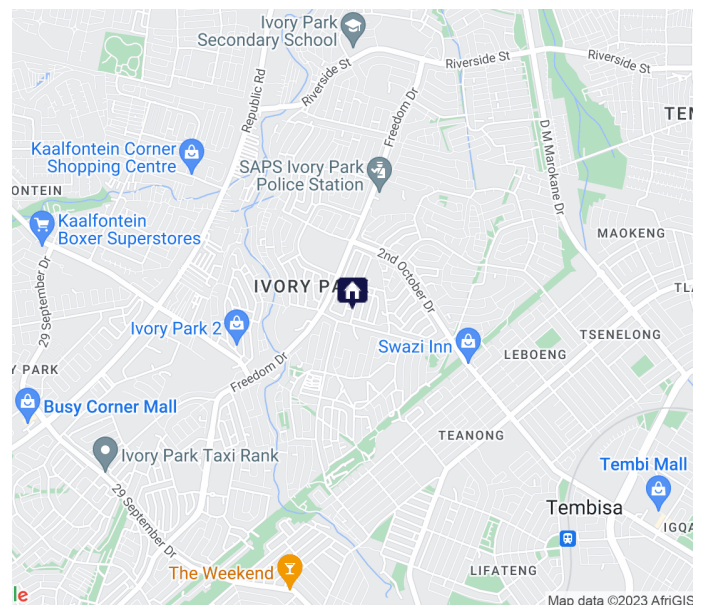 Ivory Park
Secondary School
Riverside St
Riverside St
Riverside St
Republic Rd
Freedom Dr
D M Marokane Dr
TEM
Kaalfontein Corner
Shopping Centre
SAPS Ivory Park
Police Station
ONTEIN
Kaalfontein
Boxer Superstores
MAOKENG
2nd October Dr
29 September Dr
IVORY PA
TLA
Ivory Park 2
TSENELONG
Swazi Inn
LEBOENG
Y PARK
Freedom Dr
Busy Corner Mall
TEANONG
Ivory Park Taxi Rank
Tembi Mall
29 September Dr
Tembisa
IGQA
The Weekend
LIFATENG
le
Map data ©2023 AfriGIS